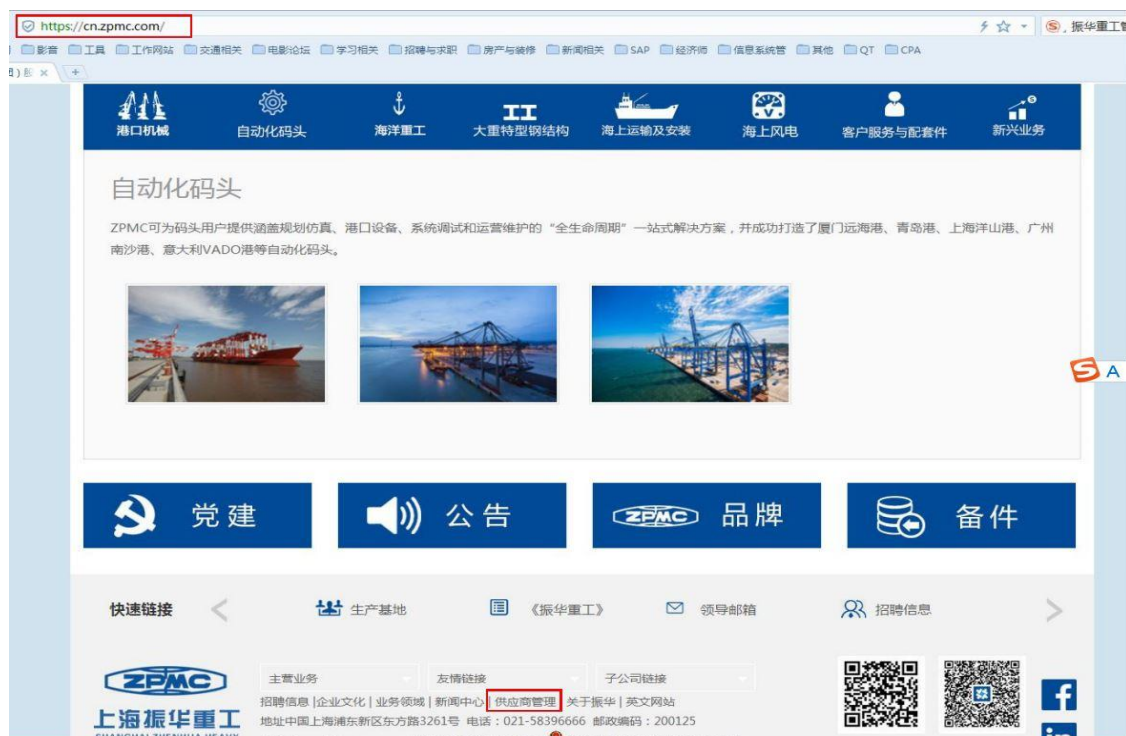 https://cn.zpmc.com/
振华重工
影音 工具 工作网站 交通相关 电影论坛 学习相关 招聘与求职 房产与装修 新闻相关 SAP 经济师 信息系统管 其他 QT CPA
港口机械 自动化码头 海洋重工 大重特型钢结构 海上运输及安装 海上风电 客户服务与配套件 新兴业务
自动化码头
ZPMC可为码头用户提供涵盖规划仿真、港口设备、系统调试和运营维护的“全生命周期”一站式解决方案，并成功打造了厦门远海港、青岛港、上海洋山港、广州
南沙港、意大利VADO港等自动化码头。
A
党建 公告 ZPMC 品牌 备件
快速链接 生产基地 《振华重工》 领导邮箱 招聘信息
ZPMC
上海振华重工
主营业务 友情链接 子公司链接
招聘信息 |企业文化 | 业务领域 | 新闻中心 | 供应商管理 | 关于振华 | 英文网站
地址中国上海浦东新区东方路3261号 电话：021-58396666 邮政编码：200125